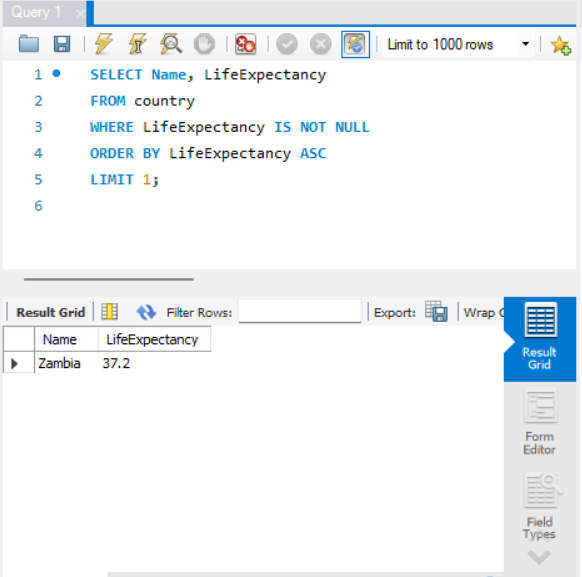 Query 1
Limit to 1000 rows
1 SELECT Name, LifeExpectancy
2 FROM country
3 WHERE LifeExpectancy IS NOT NULL
4 ORDER BY LifeExpectancy ASC
5 LIMIT 1;
6
Result Grid Filter Rows: Export: Wrap C
Name LifeExpectancy
Zambia 37.2
Result
Grid
Form
Editor
Field
Types